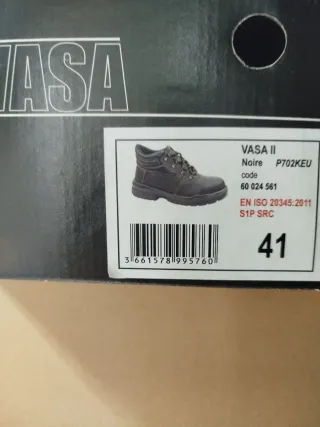 VASA
VASA II
Noire P702KEU
code
60 024 561
EN ISO 20345:2011
S1P SRC
41
3 661578 995760